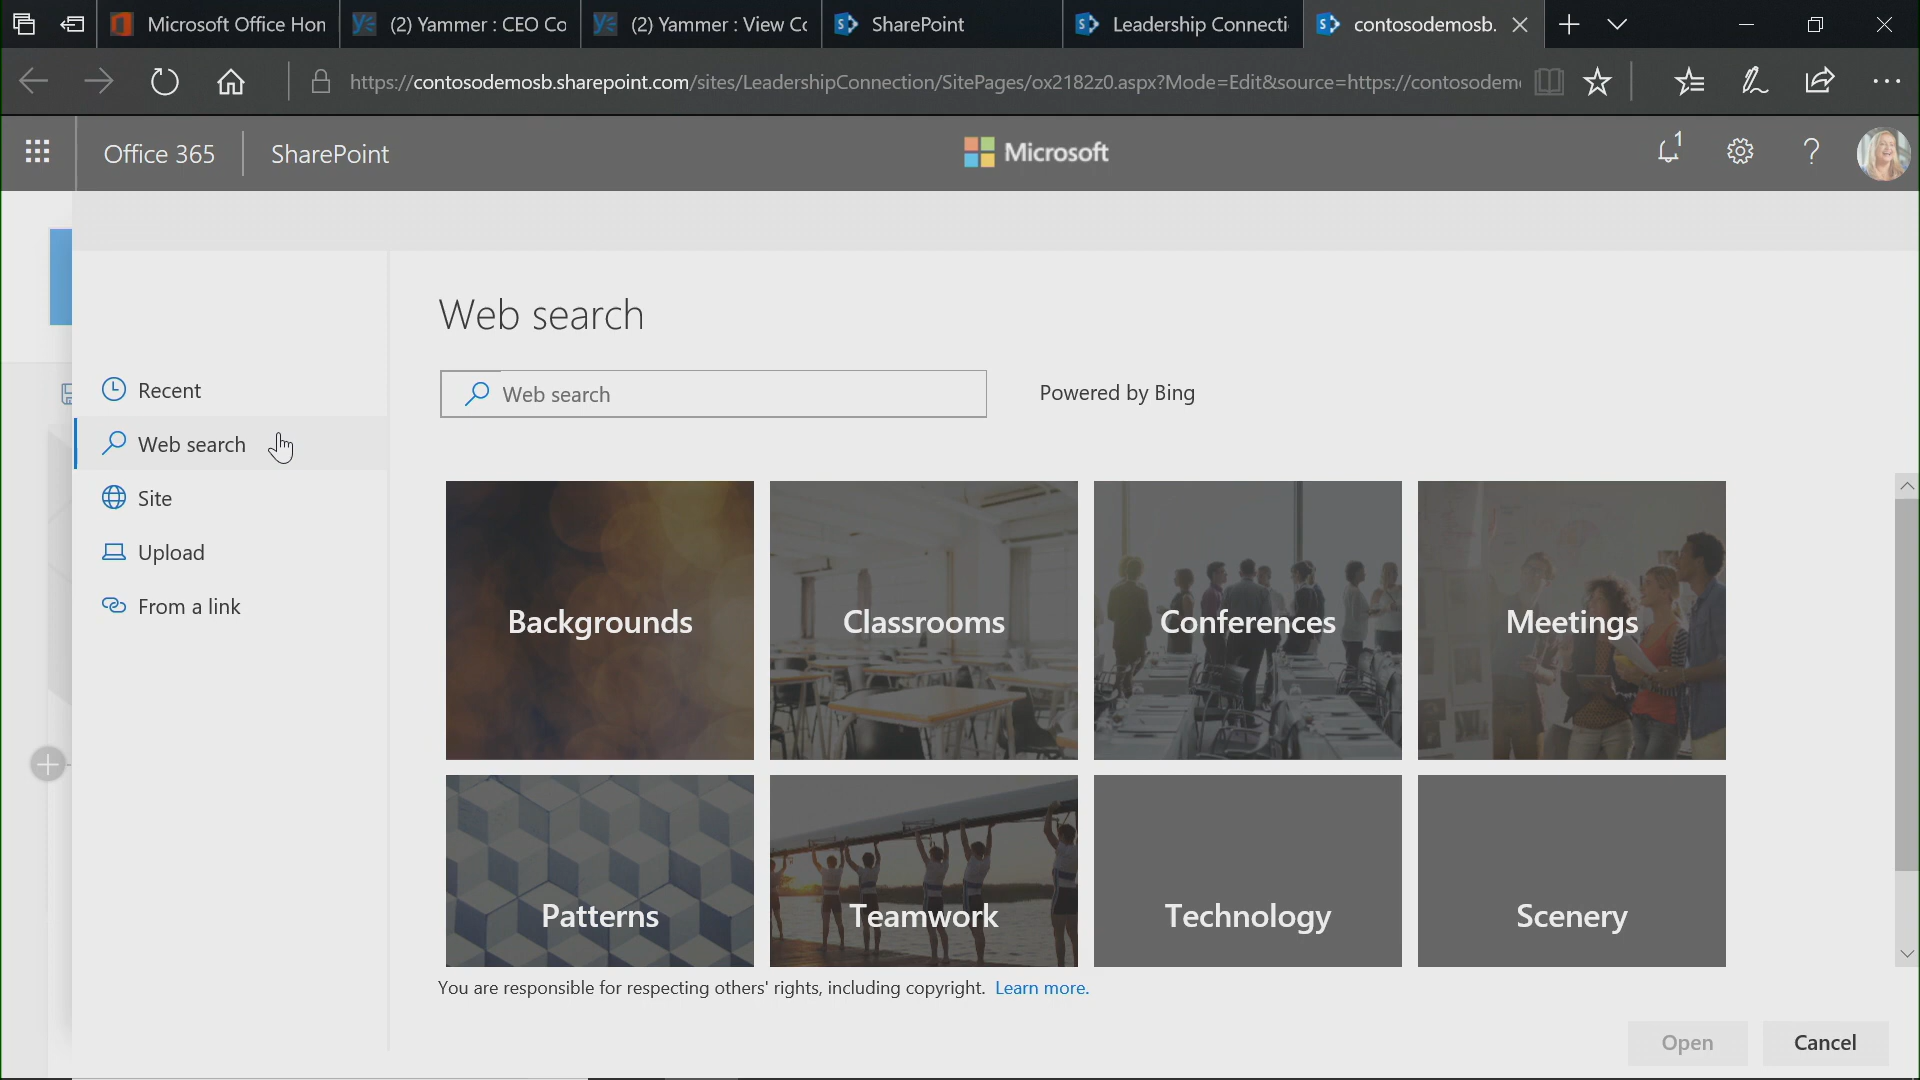 Microsoft Office Hon
(2) Yammer : CEO Co
(2) Yammer : View Co
SharePoint
Leadership Connecti
contosodemosb.
https://contosodemosb.sharepoint.com/sites/LeadershipConnection/SitePages/ox2182z0.aspx?Mode=Edit&source=https://contosodem
Office 365
SharePoint
Microsoft
1
Web search
Web search
Powered by Bing
Recent
Web search
Site
Upload
From a link
Backgrounds
Classrooms
Conferences
Meetings
Patterns
Teamwork
Technology
Scenery
You are responsible for respecting others' rights, including copyright. Learn more.
Open
Cancel